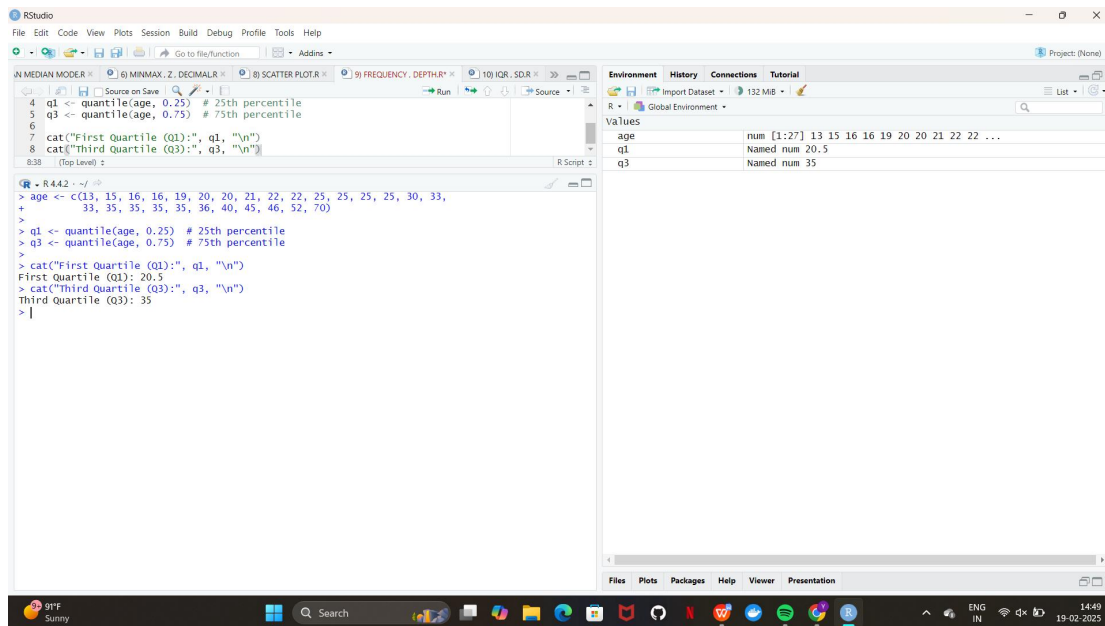 RStudio
File Edit Code View Plots Session Build Debug Profile Tools Help
Go to file/function
Addins
Project: (None)
AN MEDIAN MODE.R
6) MINMAX . Z . DECIMAL.R
8) SCATTER PLOT.R
9) FREQUENCY . DEPTH.R*
10) IQR . SD.R
Source on Save
Run
Source
4 q1 <- quantile(age, 0.25)  # 25th percentile
5 q3 <- quantile(age, 0.75)  # 75th percentile
6
7 cat("First Quartile (Q1):", q1, "\n")
8 cat("Third Quartile (Q3):", q3, "\n")
8:38 (Top Level)
R Script
R 4.4.2 · ~/
> age <- c(13, 15, 16, 16, 19, 20, 20, 21, 22, 22, 25, 25, 25, 25, 30, 33,
+          33, 35, 35, 35, 35, 36, 40, 45, 46, 52, 70)
>
> q1 <- quantile(age, 0.25)  # 25th percentile
> q3 <- quantile(age, 0.75)  # 75th percentile
>
> cat("First Quartile (Q1):", q1, "\n")
First Quartile (Q1): 20.5
> cat("Third Quartile (Q3):", q3, "\n")
Third Quartile (Q3): 35
>
Environment History Connections Tutorial
Import Dataset
132 MiB
List
R
Global Environment
Values
age num [1:27] 13 15 16 16 19 20 20 21 22 22 ...
q1 Named num 20.5
q3 Named num 35
Files Plots Packages Help Viewer Presentation
9+
91°F
Sunny
Search
ENG
IN
14:49
19-02-2025